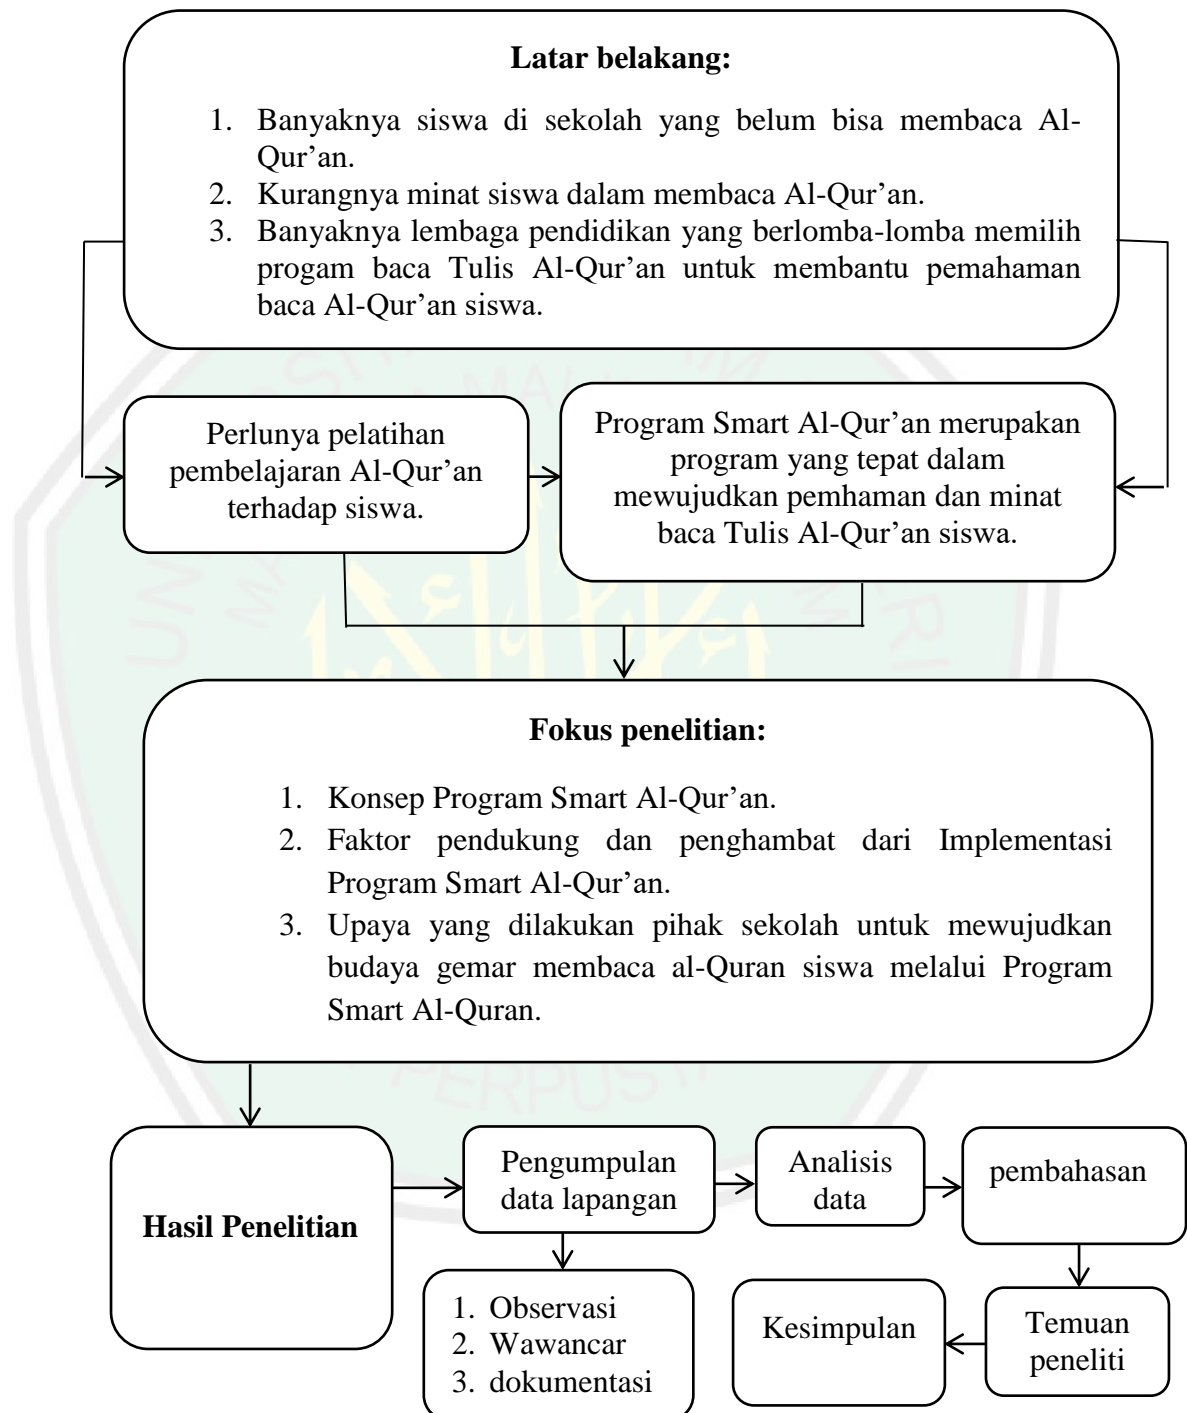 Latar belakang:
1. Banyaknya siswa di sekolah yang belum bisa membaca Al-
Qur’an.
2. Kurangnya minat siswa dalam membaca Al-Qur’an.
3. Banyaknya lembaga pendidikan yang berlomba-lomba memilih
progam baca Tulis Al-Qur’an untuk membantu pemahaman
baca Al-Qur’an siswa.
Perlunya pelatihan
pembelajaran Al-Qur’an
terhadap siswa.
Program Smart Al-Qur’an merupakan
program yang tepat dalam
mewujudkan pemhaman dan minat
baca Tulis Al-Qur’an siswa.
Fokus penelitian:
1. Konsep Program Smart Al-Qur’an.
2. Faktor pendukung dan penghambat dari Implementasi
Program Smart Al-Qur’an.
3. Upaya yang dilakukan pihak sekolah untuk mewujudkan
budaya gemar membaca al-Quran siswa melalui Program
Smart Al-Quran.
Hasil Penelitian
Pengumpulan
data lapangan
Analisis
data
pembahasan
1. Observasi
2. Wawancar
3. dokumentasi
Kesimpulan
Temuan
peneliti